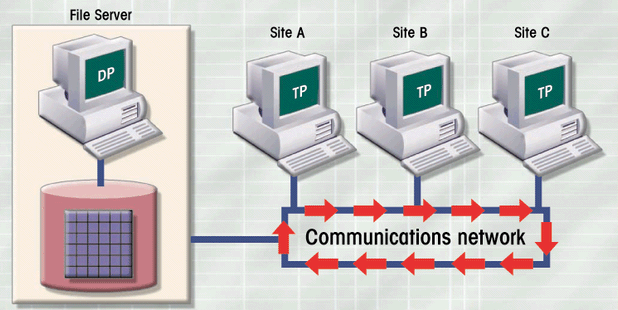 File Server
Site A
Site B
Site C
DP
TP
TP
TP
Communications network